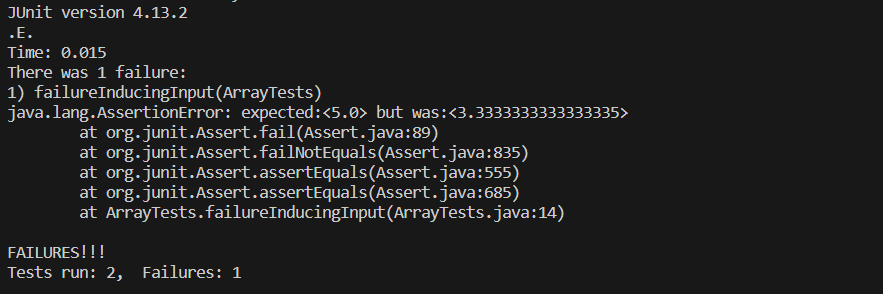 JUnit version 4.13.2
.E.
Time: 0.015
There was 1 failure:
1) failureInducingInput(ArrayTests)
java.lang.AssertionError: expected:<5.0> but was:<3.3333333333333335>
        at org.junit.Assert.fail(Assert.java:89)
        at org.junit.Assert.failNotEquals(Assert.java:835)
        at org.junit.Assert.assertEquals(Assert.java:555)
        at org.junit.Assert.assertEquals(Assert.java:685)
        at ArrayTests.failureInducingInput(ArrayTests.java:14)
FAILURES!!!
Tests run: 2,  Failures: 1